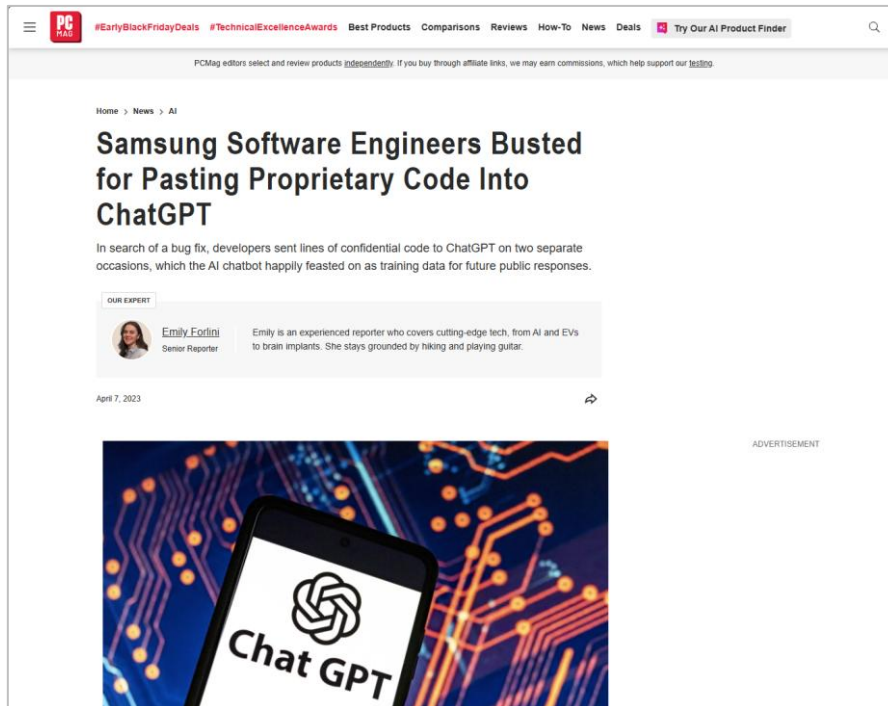 PC
MAG
#EarlyBlackFridayDeals #TechnicalExcellenceAwards Best Products Comparisons Reviews How-To News Deals Try Our AI Product Finder
PCMag editors select and review products independently. If you buy through affiliate links, we may earn commissions, which help support our testing.
Home > News > AI
Samsung Software Engineers Busted
for Pasting Proprietary Code Into
ChatGPT
In search of a bug fix, developers sent lines of confidential code to ChatGPT on two separate
occasions, which the AI chatbot happily feasted on as training data for future public responses.
OUR EXPERT
Emily Forlini
Senior Reporter
Emily is an experienced reporter who covers cutting-edge tech, from AI and EVs
to brain implants. She stays grounded by hiking and playing guitar.
April 7, 2023
ADVERTISEMENT
Chat GPT